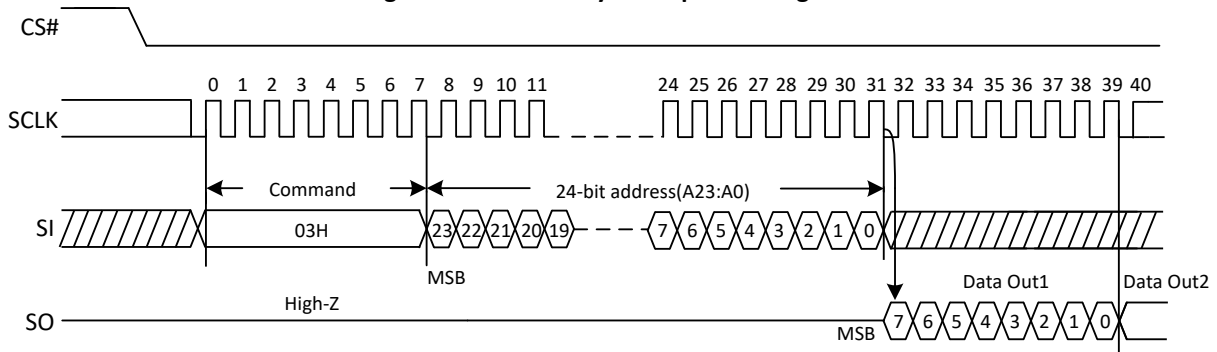 CS#
0 1 2 3 4 5 6 7 8 9 10 11 24 25 26 27 28 29 30 31 32 33 34 35 36 37 38 39 40
SCLK
Command 24-bit address(A23:A0)
SI 03H 23 22 21 20 19 7 6 5 4 3 2 1 0
MSB
High-Z Data Out1 Data Out2
SO MSB 7 6 5 4 3 2 1 0